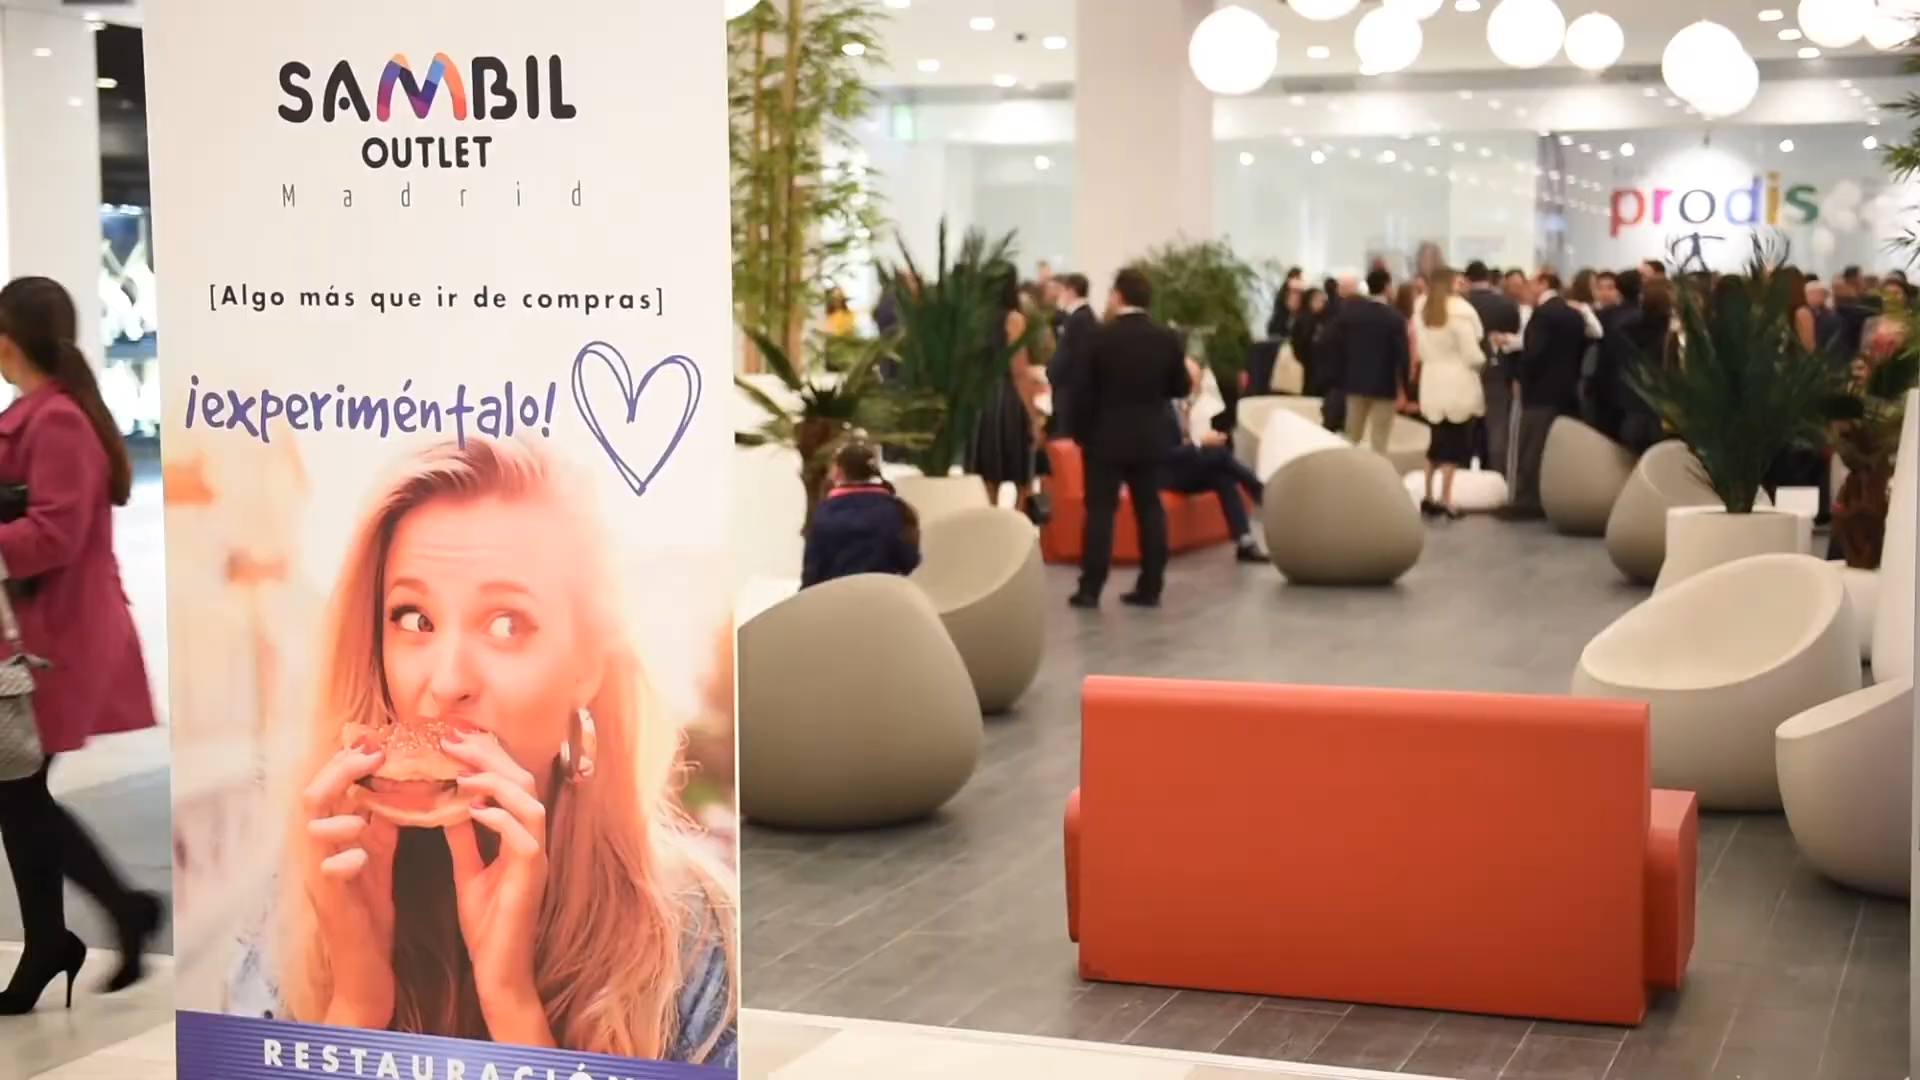 SAMBIL
OUTLET
Madrid
[Algo más que ir de compras]
¡experiméntalo!
RESTAURACIÓN
prodis